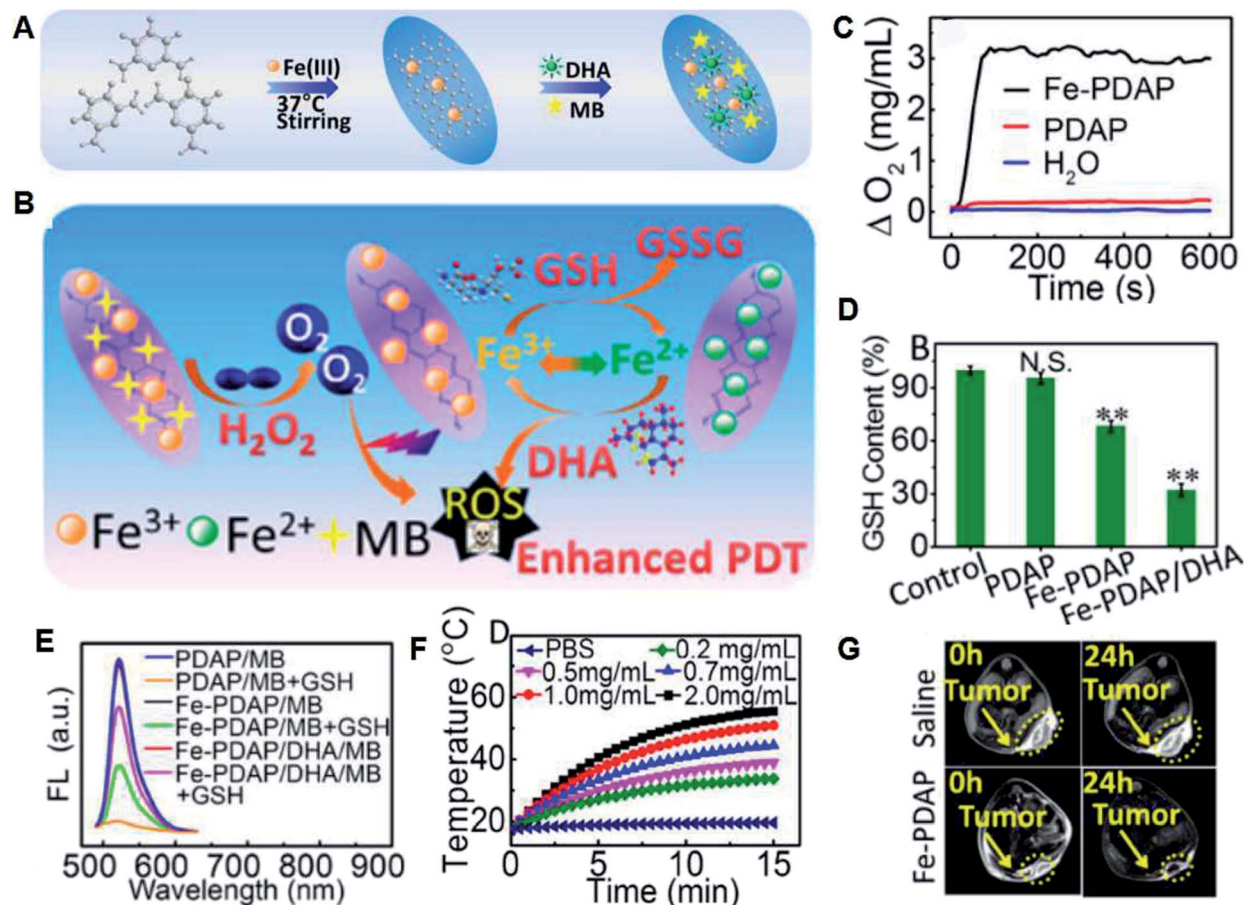 A
Fe(III)
37°C
Stirring
DHA
MB
B
H₂O₂
O₂
O₂
GSH
GSSG
Fe³⁺
Fe²⁺
DHA
ROS
Fe³⁺ Fe²⁺ MB
Enhanced PDT
C
Δ O₂ (mg/mL)
4
3
2
1
0
Fe-PDAP
PDAP
H₂O
0 200 400 600
Time (s)
D
B
GSH Content (%)
90
60
30
0
N.S.
**
**
Control
PDAP
Fe-PDAP
Fe-PDAP/DHA
E
FL (a.u.)
PDAP/MB
PDAP/MB+GSH
Fe-PDAP/MB
Fe-PDAP/MB+GSH
Fe-PDAP/DHA/MB
Fe-PDAP/DHA/MB
+GSH
500 600 700 800 900
Wavelength (nm)
F
D
Temperature (°C)
80
60
40
20
PBS 0.2 mg/mL
0.5mg/mL 0.7mg/mL
1.0mg/mL 2.0mg/mL
0 5 10 15
Time (min)
G
Saline
0h
Tumor
24h
Tumor
Fe-PDAP
0h
Tumor
24h
Tumor